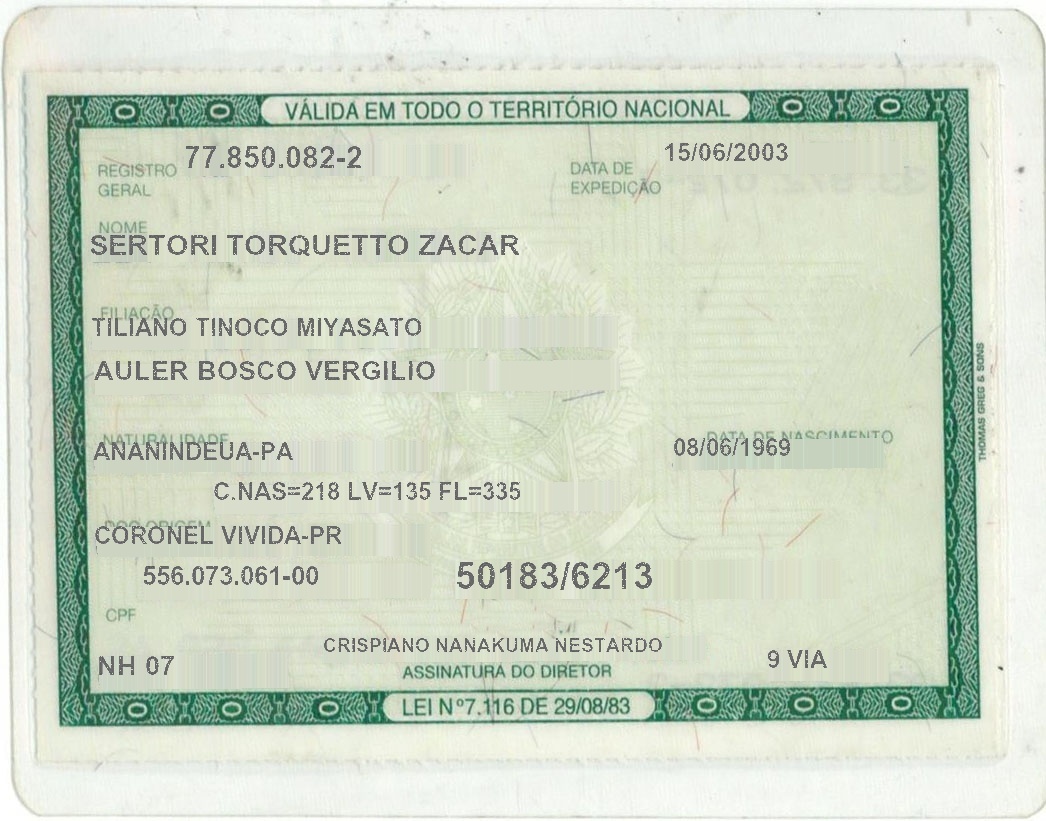 VÁLIDA EM TODO O TERRITÓRIO NACIONAL
REGISTRO GERAL 77.850.082-2
DATA DE EXPEDIÇÃO 15/06/2003
NOME
SERTORI TORQUETTO ZACAR
FILIAÇÃO
TILIANO TINOCO MIYASATO
AULER BOSCO VERGILIO
NATURALIDADE
ANANINDEUA-PA
DATA DE NASCIMENTO
08/06/1969
C.NAS=218 LV=135 FL=335
DOC ORIGEM
CORONEL VIVIDA-PR
556.073.061-00
50183/6213
CPF
CRISPIANO NANAKUMA NESTARDO
NH 07
ASSINATURA DO DIRETOR
9 VIA
LEI Nº7.116 DE 29/08/83
THOMAS GREG & SONS